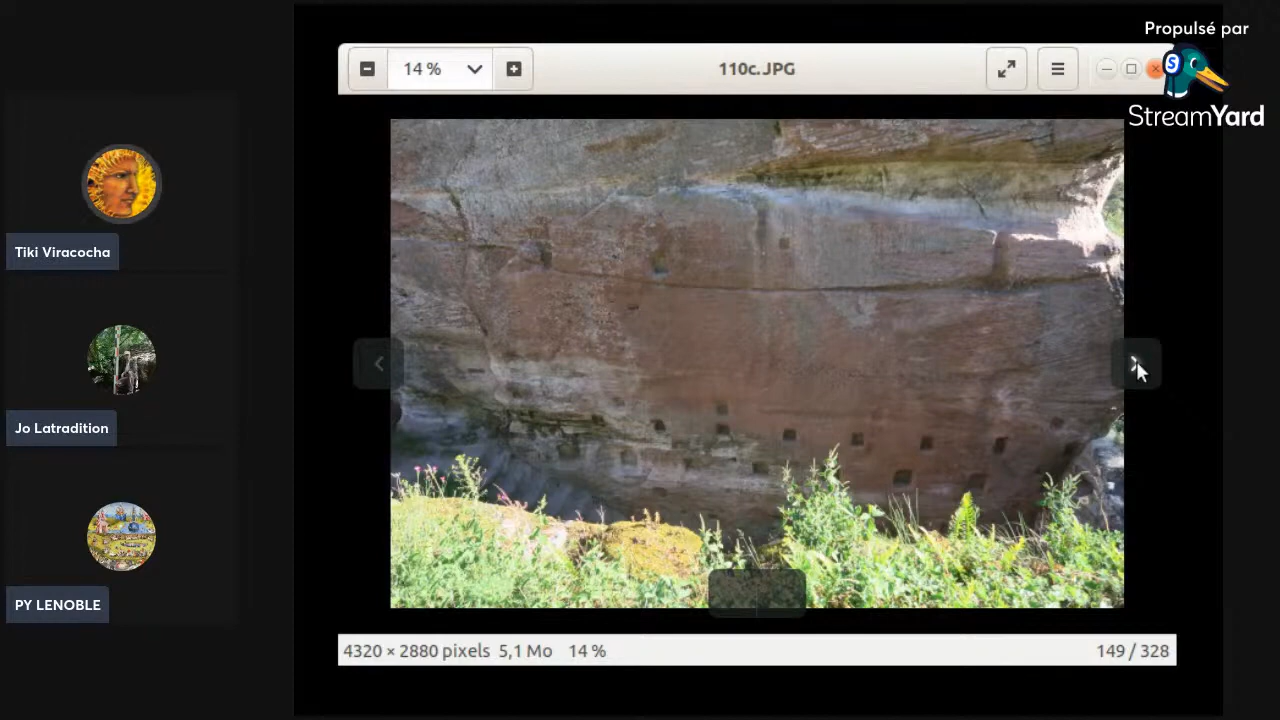 Propulsé par
StreamYard
14 %
110c.JPG
Tiki Viracocha
Jo Latradition
PY LENOBLE
4320 × 2880 pixels 5,1 Mo 14 %
149 / 328